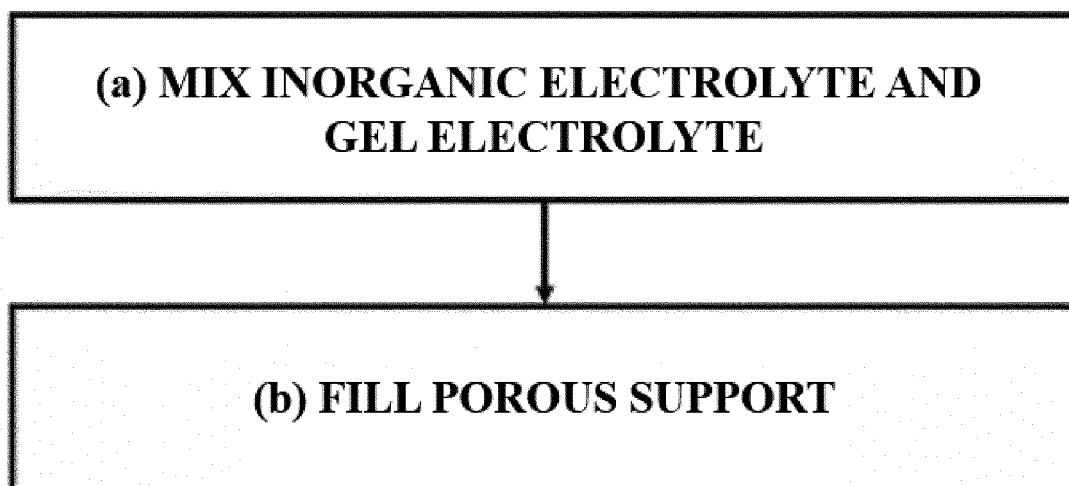 (a) MIX INORGANIC ELECTROLYTE AND
GEL ELECTROLYTE
(b) FILL POROUS SUPPORT